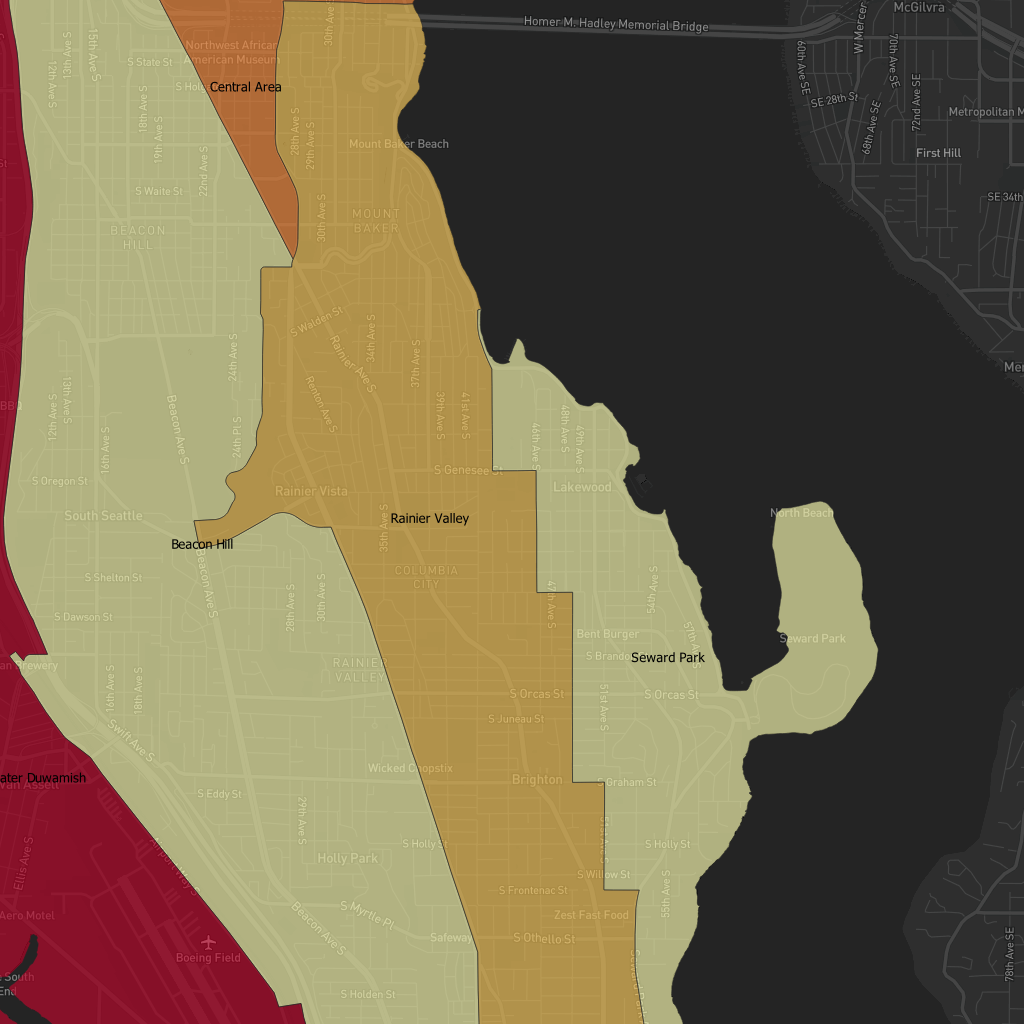 Homer M. Hadley Memorial Bridge
McGilvra
W Mercer
30th Ave S
15th Ave S
13th Ave S
12th Ave S
Northwest African
American Museum
S State St
Central Area
60th Ave SE
70th Ave SE
72nd Ave SE
SE 28th St
68th Ave SE
Metropolitan M
First Hill
SE 34th
18th Ave S
19th Ave S
22nd Ave S
28th Ave S
29th Ave S
Mount Baker Beach
S Waite St
BEACON
HILL
30th Ave S
MOUNT
BAKER
S Walden St
Rainier Ave S
34th Ave S
37th Ave S
24th Ave S
Renton Ave S
39th Ave S
41st Ave S
13th Ave S
12th Ave S
16th Ave S
Beacon Ave S
24th Pl S
46th Ave S
48th Ave S
49th Ave S
S Genesee St
S Oregon St
Rainier Vista
Lakewood
South Seattle
Rainier Valley
35th Ave S
North Beach
Beacon Hill
S Shelton St
Beacon Ave S
28th Ave S
30th Ave S
COLUMBIA
CITY
47th Ave S
54th Ave S
57th Ave S
S Dawson St
Bent Burger
Seward Park
S Brando
Seward Park
an Brewery
RAINIER
VALLEY
16th Ave S
18th Ave S
S Orcas St
S Orcas St
51st Ave S
S Juneau St
Swift Ave S
Wicked Chopstix
Brighton
S Graham St
ater Duwamish
Van Asselt
S Eddy St
29th Ave S
S Holly St
S Holly St
Holly Park
Ellis Ave S
Airport Way S
S Willow St
S Frontenac St
55th Ave S
Aero Motel
S Myrtle Pl
Beacon Ave S
Zest Fast Food
Safeway
S Othello St
Boeing Field
78th Ave SE
South
End
S Holden St